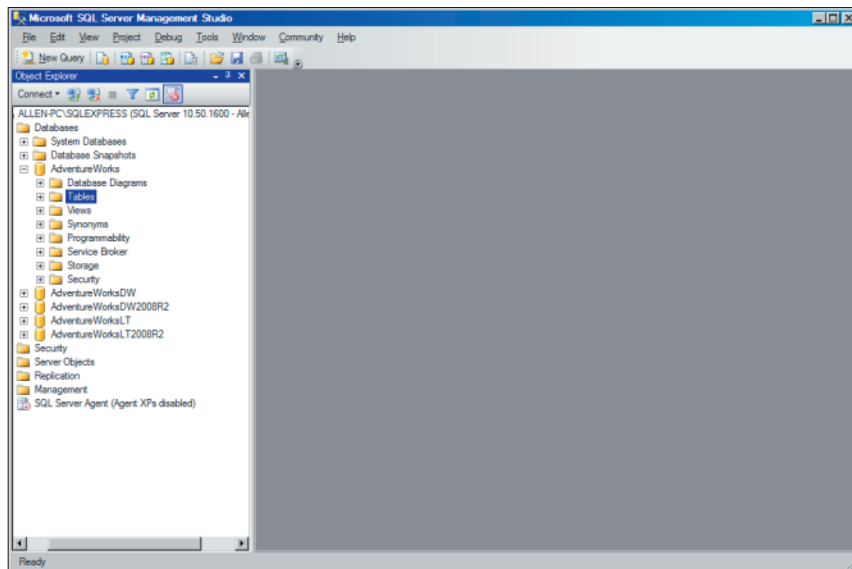 Microsoft SQL Server Management Studio
File Edit View Project Debug Tools Window Community Help
New Query
Object Explorer
Connect
ALLEN-PC\SQLEXPRESS (SQL Server 10.50.1600 - Alle
Databases
System Databases
Database Snapshots
AdventureWorks
Database Diagrams
Tables
Views
Synonyms
Programmability
Service Broker
Storage
Security
AdventureWorksDW
AdventureWorksDW2008R2
AdventureWorksLT
AdventureWorksLT2008R2
Security
Server Objects
Replication
Management
SQL Server Agent (Agent XPs disabled)
Ready